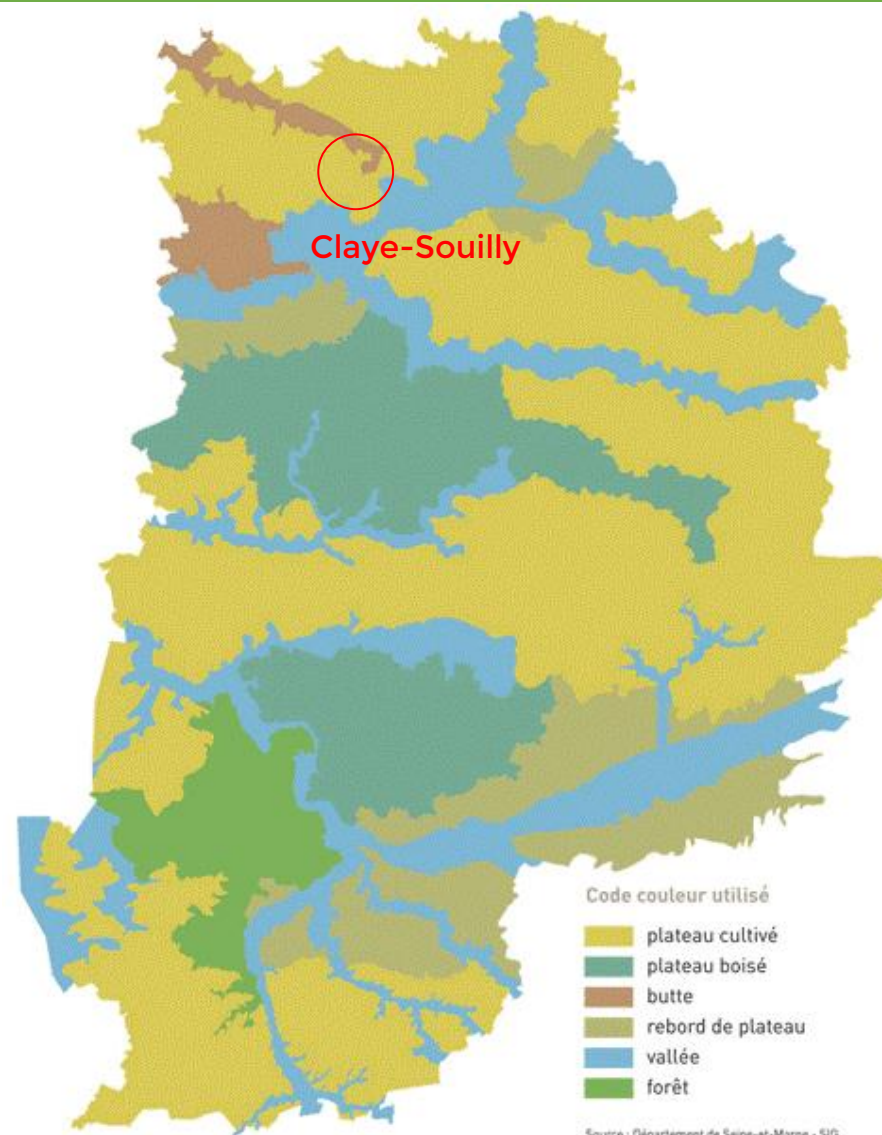 Claye-Souilly
Code couleur utilisé
plateau cultivé
plateau boisé
butte
rebord de plateau
vallée
forêt
Source : Département de Seine-et-Marne - SIG